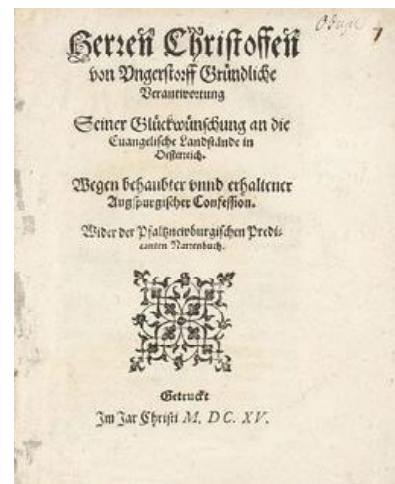 7
Herren Christoffen
von Vngerstorff Gründliche
Verantwortung
Seiner Glückwünschung an die
Euangelische Landstände in
Oesterreich.
Wegen behaubter vnnd erhaltener
Augspurgischer Confession.
Wider der Pfaltznewburgischen Predi-
canten Narrenbuch.
Getruckt
Im Jar Christi M. DC. XV.